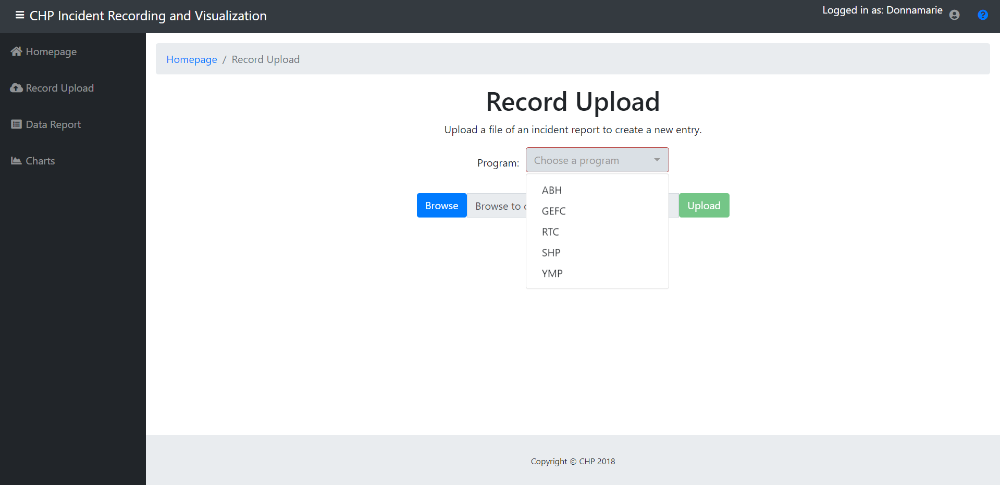 CHP Incident Recording and Visualization
Logged in as: Donnamarie
Homepage
Record Upload
Data Report
Charts
Homepage / Record Upload
Record Upload
Upload a file of an incident report to create a new entry.
Program: Choose a program
ABH
GEFC
RTC
SHP
YMP
Browse Browse to Upload
Copyright © CHP 2018